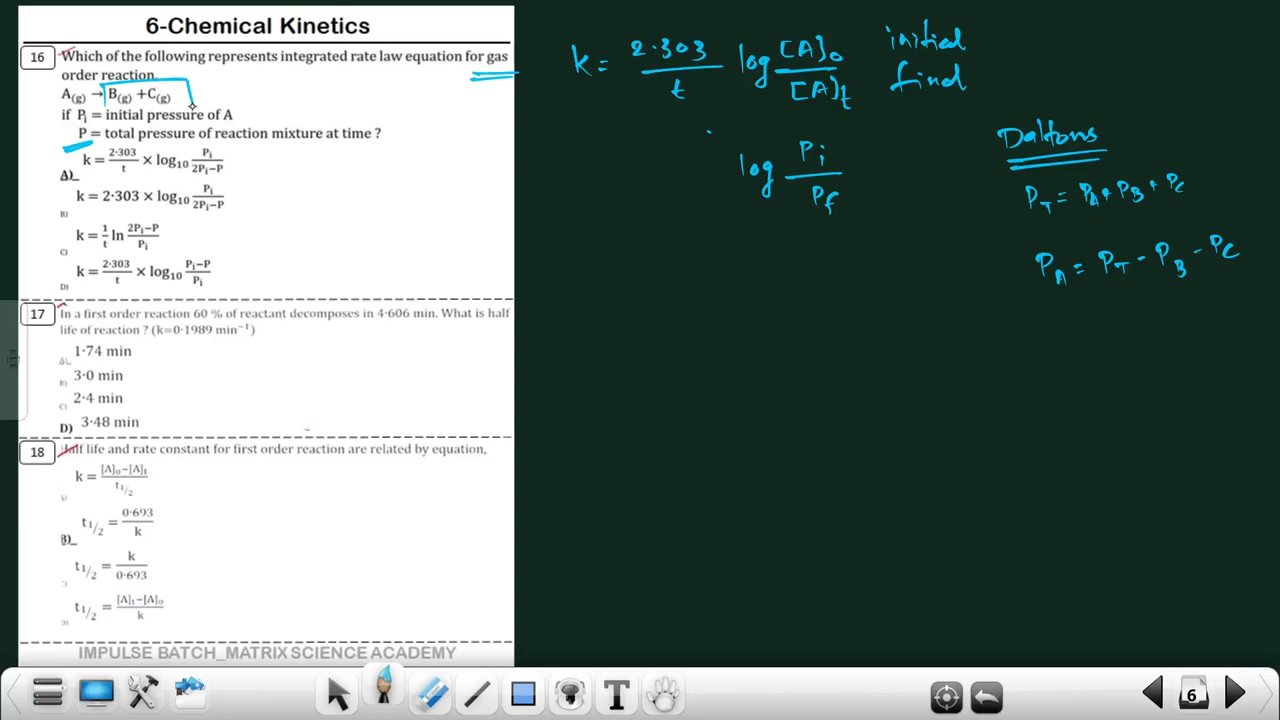 6-Chemical Kinetics
16 Which of the following represents integrated rate law equation for gas
order reaction.
A(g) → B(g) +C(g)
if Pi = initial pressure of A
P = total pressure of reaction mixture at time ?
A) k = 2·303/t × log10 Pi/2Pi−P
B) k = 2·303 × log10 Pi/2Pi−P
C) k = 1/t ln 2Pi−P/Pi
D) k = 2·303/t × log10 Pi−P/Pi
17 In a first order reaction 60 % of reactant decomposes in 4·606 min. What is half
life of reaction ? (k=0·1989 min⁻¹)
A) 1·74 min
B) 3·0 min
C) 2·4 min
D) 3·48 min
18 Half life and rate constant for first order reaction are related by equation,
A) k = [A]0−[A]t/t1/2
B) t1/2 = 0·693/k
C) t1/2 = k/0·693
D) t1/2 = [A]t−[A]0/k
IMPULSE BATCH_MATRIX SCIENCE ACADEMY
k = 2.303/t log [A]0/[A]t initial
final
log Pi/Pf
Daltons
PT = PA + PB + PC
PA = PT - PB - PC
T
6